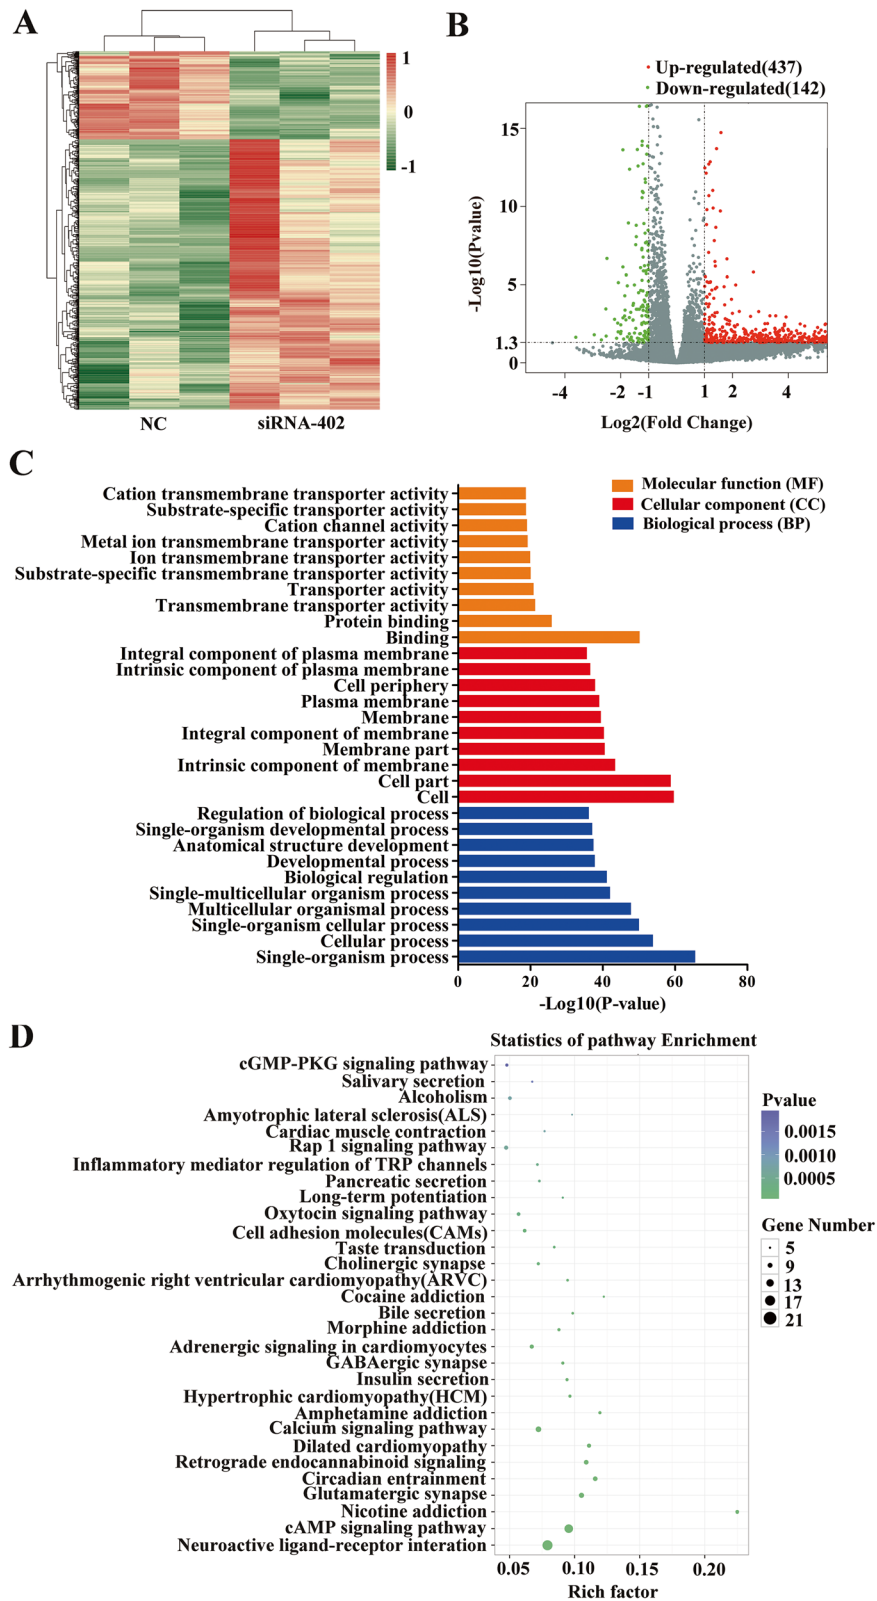 A
1
0
-1
NC
siRNA-402
B
Up-regulated(437)
Down-regulated(142)
-Log10(Pvalue)
15
10
5
1.3
0
-4
-2
-1
1
2
4
Log2(Fold Change)
C
Molecular function (MF)
Cellular component (CC)
Biological process (BP)
Cation transmembrane transporter activity
Substrate-specific transporter activity
Cation channel activity
Metal ion transmembrane transporter activity
Ion transmembrane transporter activity
Substrate-specific transmembrane transporter activity
Transporter activity
Transmembrane transporter activity
Protein binding
Binding
Integral component of plasma membrane
Intrinsic component of plasma membrane
Cell periphery
Plasma membrane
Membrane
Integral component of membrane
Membrane part
Intrinsic component of membrane
Cell part
Cell
Regulation of biological process
Single-organism developmental process
Anatomical structure development
Developmental process
Biological regulation
Single-multicellular organism process
Multicellular organismal process
Single-organism cellular process
Cellular process
Single-organism process
0
20
40
60
80
-Log10(P-value)
D
Statistics of pathway Enrichment
cGMP-PKG signaling pathway
Salivary secretion
Alcoholism
Amyotrophic lateral sclerosis(ALS)
Cardiac muscle contraction
Rap 1 signaling pathway
Inflammatory mediator regulation of TRP channels
Pancreatic secretion
Long-term potentiation
Oxytocin signaling pathway
Cell adhesion molecules(CAMs)
Taste transduction
Cholinergic synapse
Arrhythmogenic right ventricular cardiomyopathy(ARVC)
Cocaine addiction
Bile secretion
Morphine addiction
Adrenergic signaling in cardiomyocytes
GABAergic synapse
Insulin secretion
Hypertrophic cardiomyopathy(HCM)
Amphetamine addiction
Calcium signaling pathway
Dilated cardiomyopathy
Retrograde endocannabinoid signaling
Circadian entrainment
Glutamatergic synapse
Nicotine addiction
cAMP signaling pathway
Neuroactive ligand-receptor interation
0.05
0.10
0.15
0.20
Rich factor
Pvalue
0.0015
0.0010
0.0005
Gene Number
5
9
13
17
21